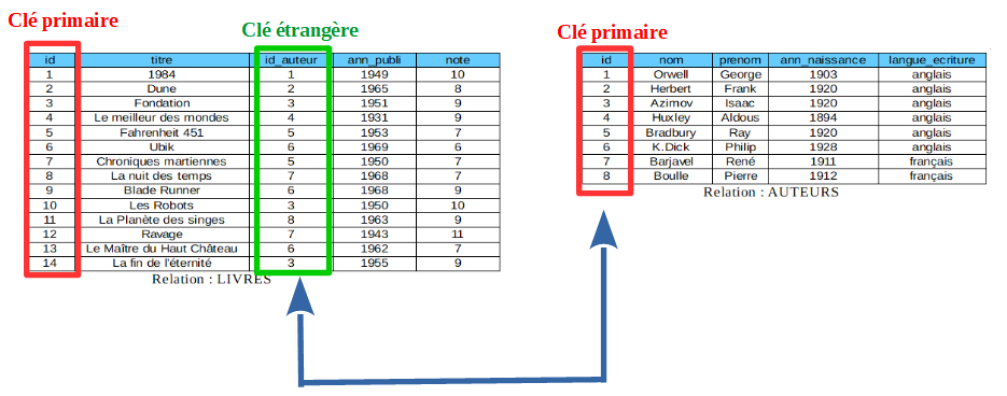 Clé primaire
Clé étrangère
id titre id_auteur ann_publi note
1 1984 1 1949 10
2 Dune 2 1965 8
3 Fondation 3 1951 9
4 Le meilleur des mondes 4 1931 9
5 Fahrenheit 451 5 1953 7
6 Ubik 6 1969 6
7 Chroniques martiennes 5 1950 7
8 La nuit des temps 7 1968 7
9 Blade Runner 6 1968 9
10 Les Robots 3 1950 10
11 La Planète des singes 8 1963 9
12 Ravage 7 1943 11
13 Le Maître du Haut Château 6 1962 7
14 La fin de l'éternité 3 1955 9
Relation : LIVRES
Clé primaire
id nom prenom ann_naissance langue_ecriture
1 Orwell George 1903 anglais
2 Herbert Frank 1920 anglais
3 Azimov Isaac 1920 anglais
4 Huxley Aldous 1894 anglais
5 Bradbury Ray 1920 anglais
6 K.Dick Philip 1928 anglais
7 Barjavel René 1911 français
8 Boulle Pierre 1912 français
Relation : AUTEURS